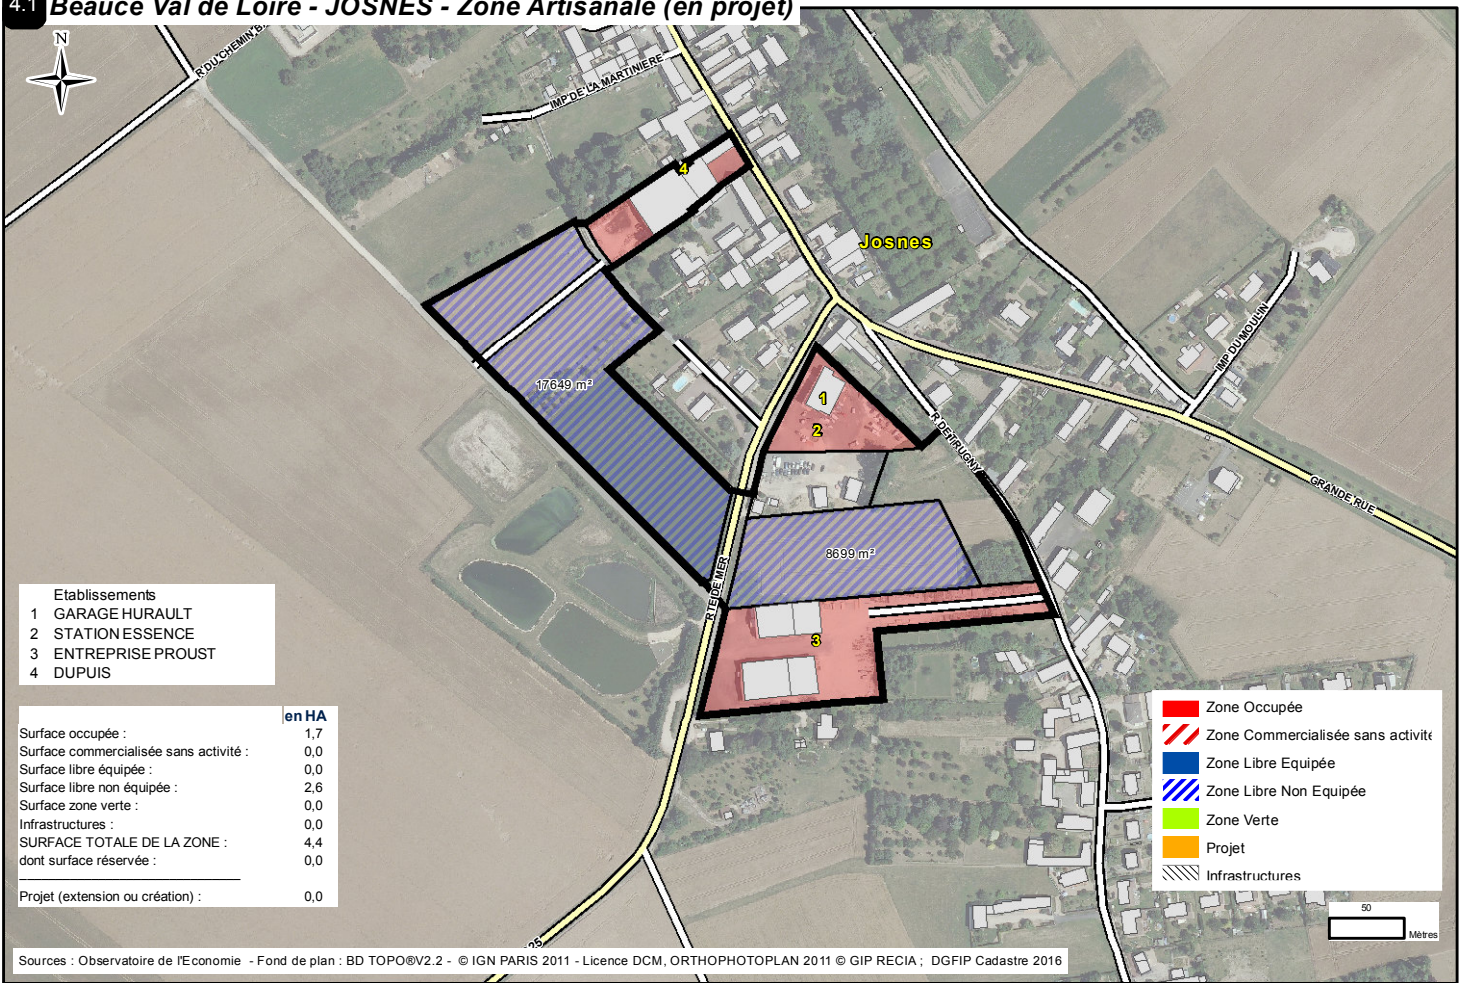 4.1 Beauce Val de Loire - JOSNES - Zone Artisanale (en projet)
N
R DU CHEMIN
IMP DE LA MARTINIERE
4
Josnes
IMP DU MOULIN
17649 m²
1
2
R DE TRUGNY
GRANDE RUE
8699 m²
RTE DE MER
3
Etablissements
1 GARAGE HURAULT
2 STATION ESSENCE
3 ENTREPRISE PROUST
4 DUPUIS
en HA
Surface occupée : 1,7
Surface commercialisée sans activité : 0,0
Surface libre équipée : 0,0
Surface libre non équipée : 2,6
Surface zone verte : 0,0
Infrastructures : 0,0
SURFACE TOTALE DE LA ZONE : 4,4
dont surface réservée : 0,0
Projet (extension ou création) : 0,0
Zone Occupée
Zone Commercialisée sans activité
Zone Libre Equipée
Zone Libre Non Equipée
Zone Verte
Projet
Infrastructures
50
Mètres
25
Sources : Observatoire de l'Economie - Fond de plan : BD TOPO®V2.2 - © IGN PARIS 2011 - Licence DCM, ORTHOPHOTOPLAN 2011 © GIP RECIA ; DGFIP Cadastre 2016